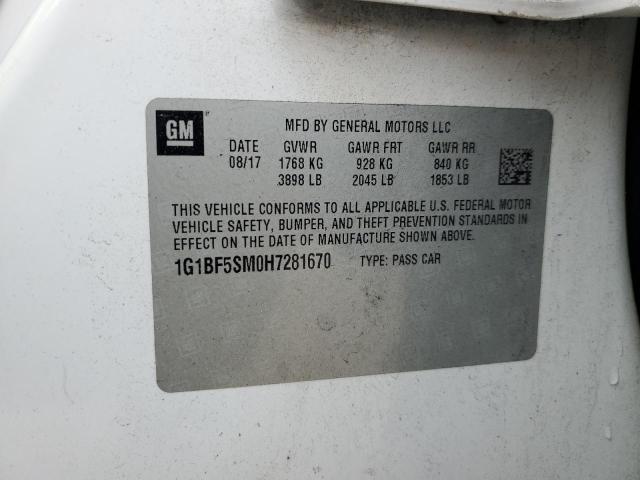 GM
MFD BY GENERAL MOTORS LLC
DATE GVWR GAWR FRT GAWR RR
08/17 1768 KG 928 KG 840 KG
3898 LB 2045 LB 1853 LB
THIS VEHICLE CONFORMS TO ALL APPLICABLE U.S. FEDERAL MOTOR
VEHICLE SAFETY, BUMPER, AND THEFT PREVENTION STANDARDS IN
EFFECT ON THE DATE OF MANUFACTURE SHOWN ABOVE.
1G1BF5SM0H7281670 TYPE: PASS CAR